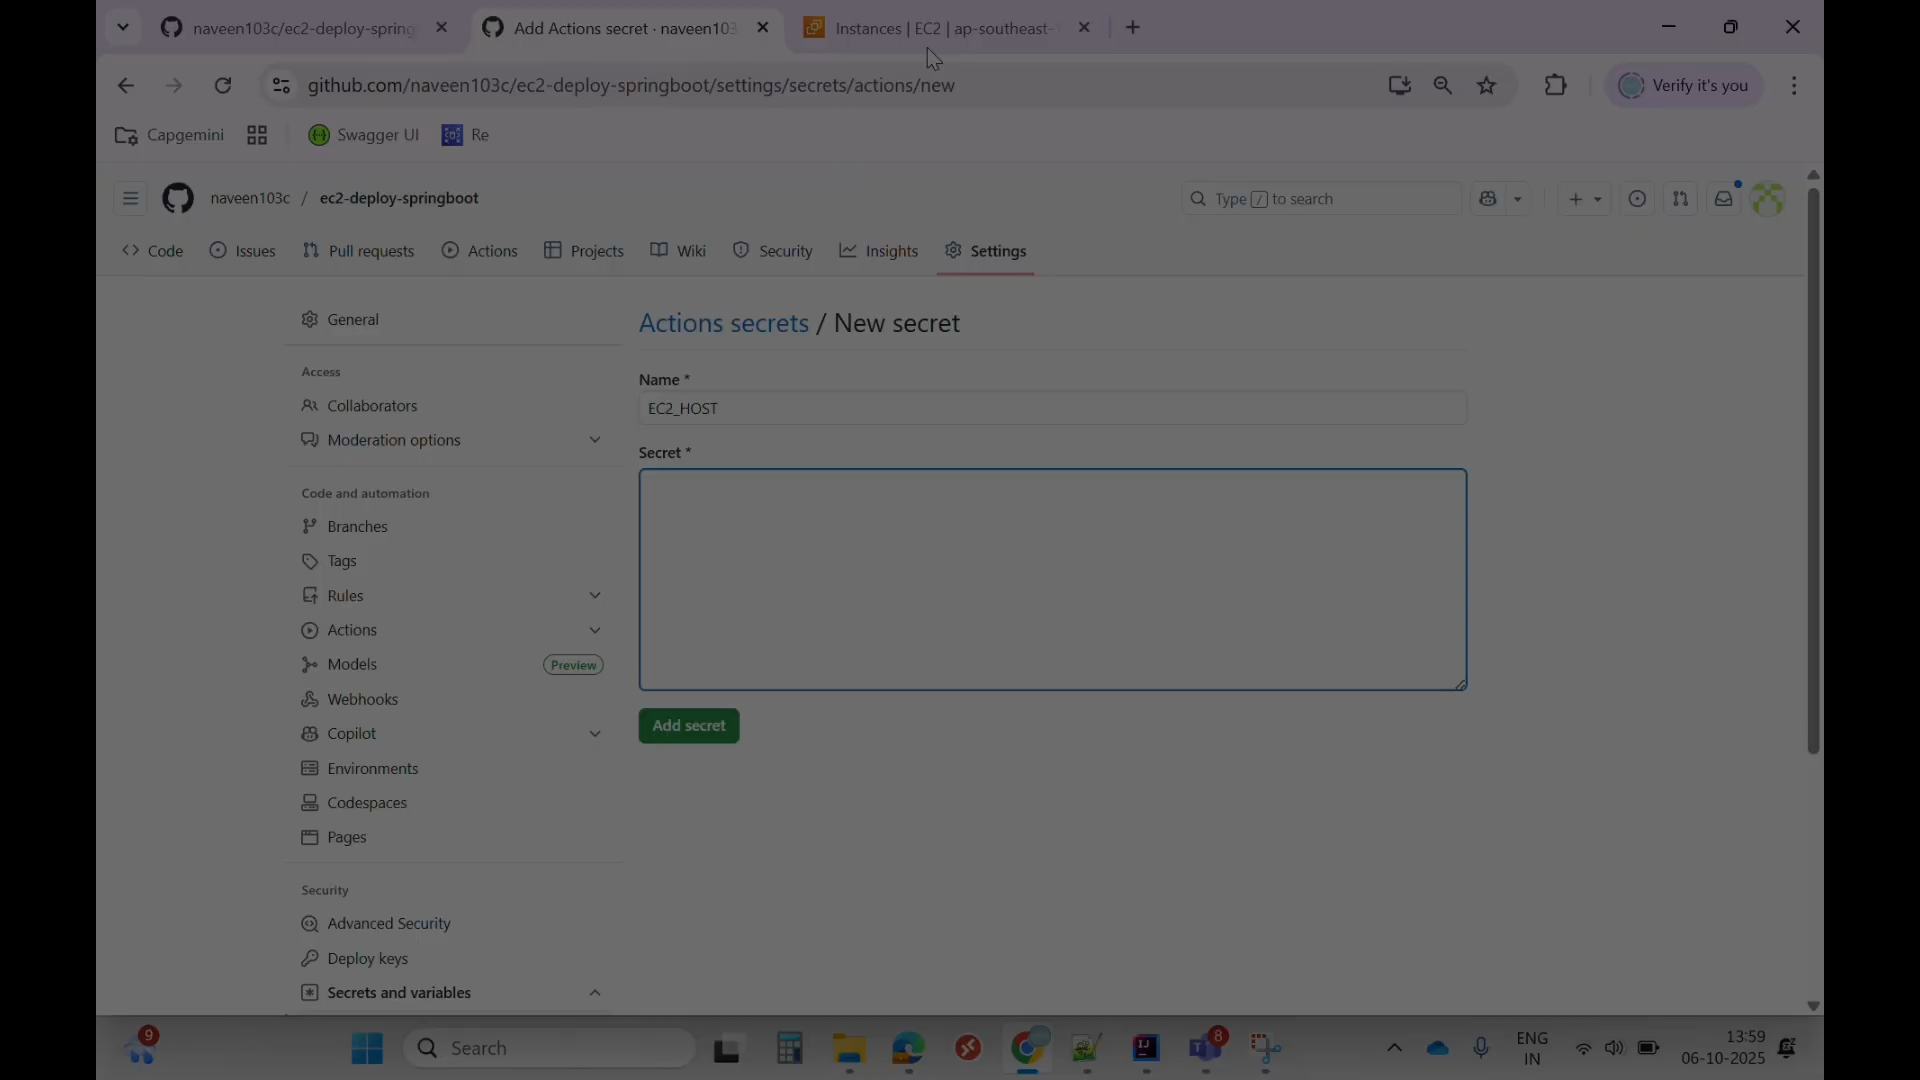 naveen103c/ec2-deploy-spring
Add Actions secret · naveen103
Instances | EC2 | ap-southeast-
github.com/naveen103c/ec2-deploy-springboot/settings/secrets/actions/new
Verify it's you
Capgemini
Swagger UI
Re
naveen103c / ec2-deploy-springboot
Type / to search
Code
Issues
Pull requests
Actions
Projects
Wiki
Security
Insights
Settings
General
Access
Collaborators
Moderation options
Code and automation
Branches
Tags
Rules
Actions
Models
Preview
Webhooks
Copilot
Environments
Codespaces
Pages
Security
Advanced Security
Deploy keys
Secrets and variables
Actions secrets / New secret
Name *
EC2_HOST
Secret *
Add secret
9
Search
8
ENG
IN
13:59
06-10-2025